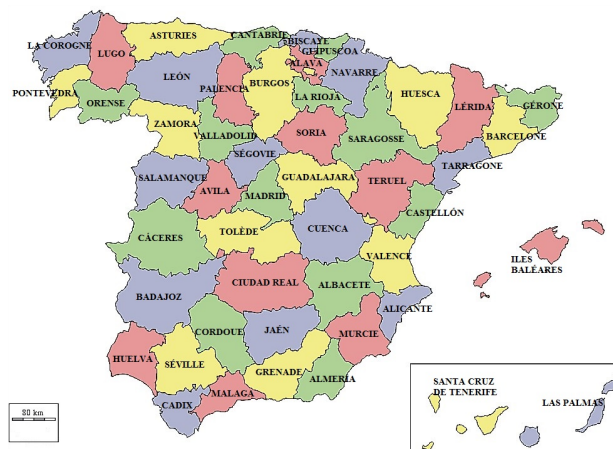 LA COROGNE
LUGO
ASTURIES
CANTABRIE
BISCAYE
GUIPUSCOA
ALAVA
NAVARRE
LEÓN
PALENCIA
BURGOS
LA RIOJA
HUESCA
LÉRIDA
GÉRONE
BARCELONE
PONTEVEDRA
ORENSE
ZAMORA
VALLADOLID
SORIA
SARAGOSSE
TARRAGONE
SÉGOVIE
SALAMANQUE
AVILA
MADRID
GUADALAJARA
TERUEL
CASTELLÓN
CÁCERES
TOLÈDE
CUENCA
VALENCE
ILES
BALÉARES
BADAJOZ
CIUDAD REAL
ALBACETE
ALICANTE
CORDOUE
JAÉN
MURCIE
HUELVA
SÉVILLE
GRENADE
ALMERÍA
CADIX
MALAGA
SANTA CRUZ
DE TENERIFE
LAS PALMAS
80 km